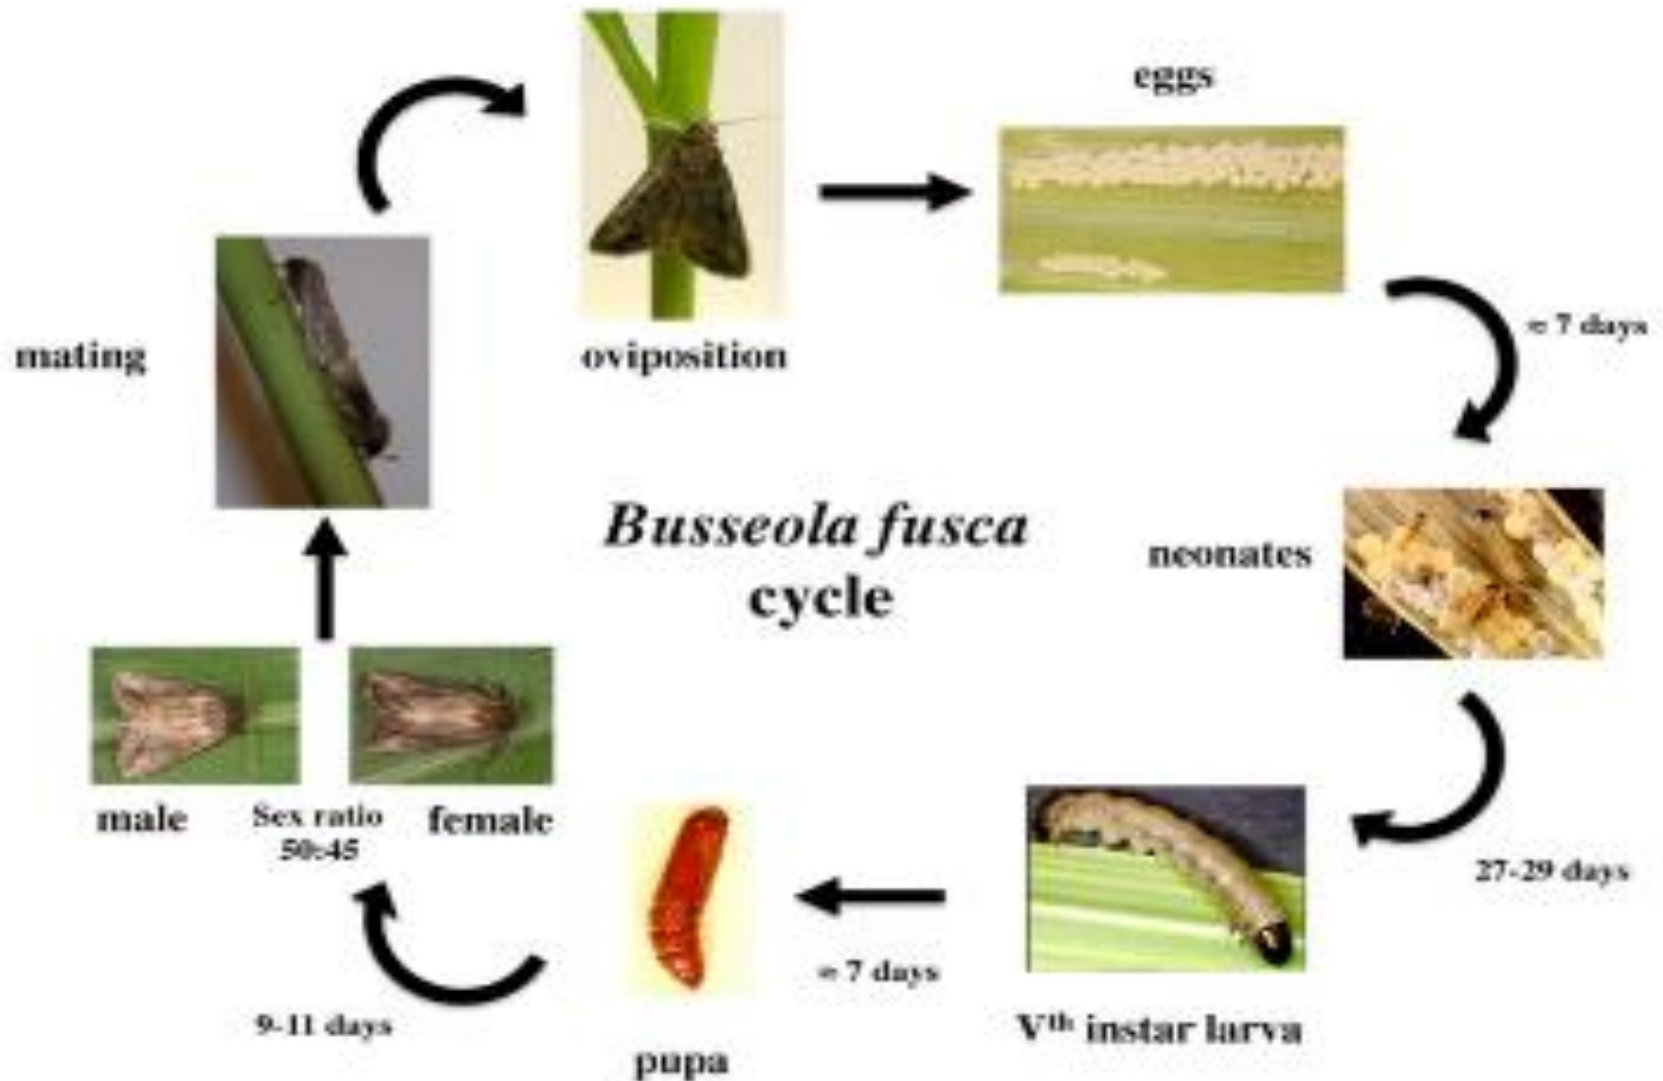 eggs
≈ 7 days
mating
oviposition
Busseola fusca
cycle
neonates
male
Sex ratio
50:45
female
27-29 days
≈ 7 days
9-11 days
Vth instar larva
pupa